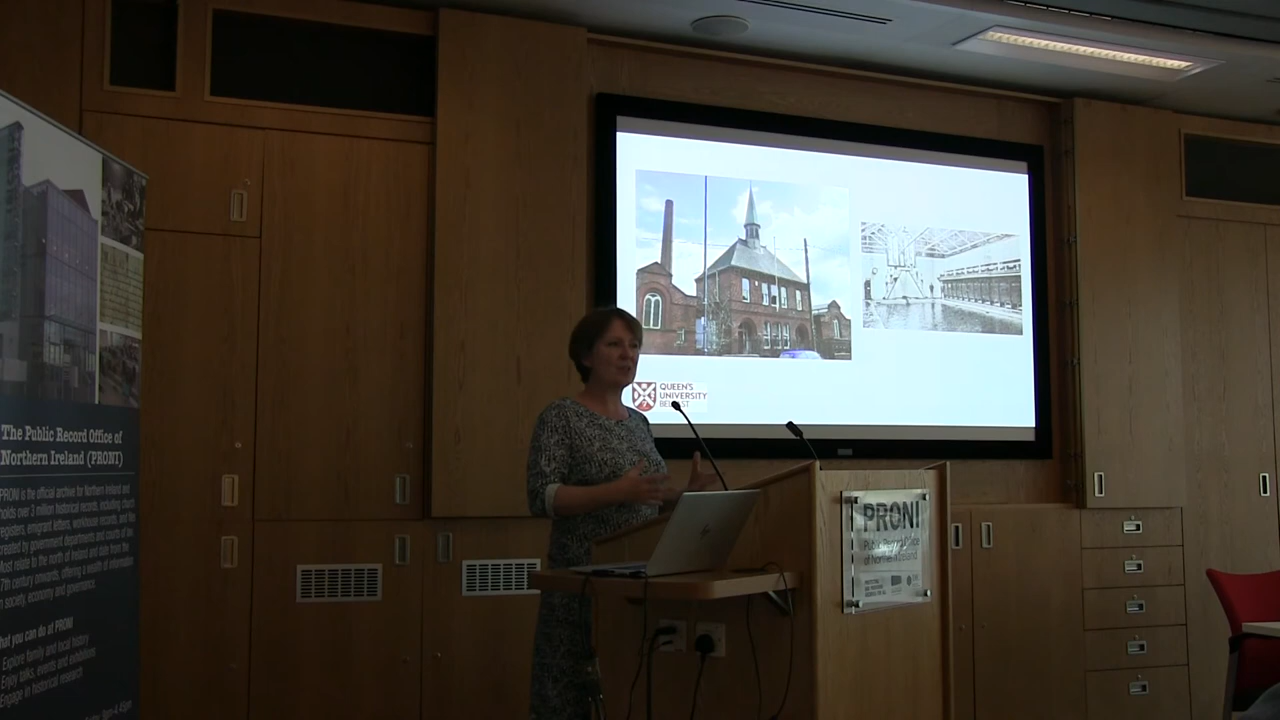 The Public Record Office of
Northern Ireland (PRONI)
PRONI is the official archive for Northern Ireland and
holds over 3 million historical records, including church
registers, emigrant letters, workhouse records, and files
created by government departments and courts of law.
Most relate to the north of Ireland and date from the
7th century onwards, offering a wealth of information
n society, economy and governance.
hat you can do at PRONI
Explore family and local history
Enjoy talks, events and exhibitions
Engage in historical research
QUEEN'S
UNIVERSITY
BELFAST
PRONI
Public Record Office
of Northern Ireland